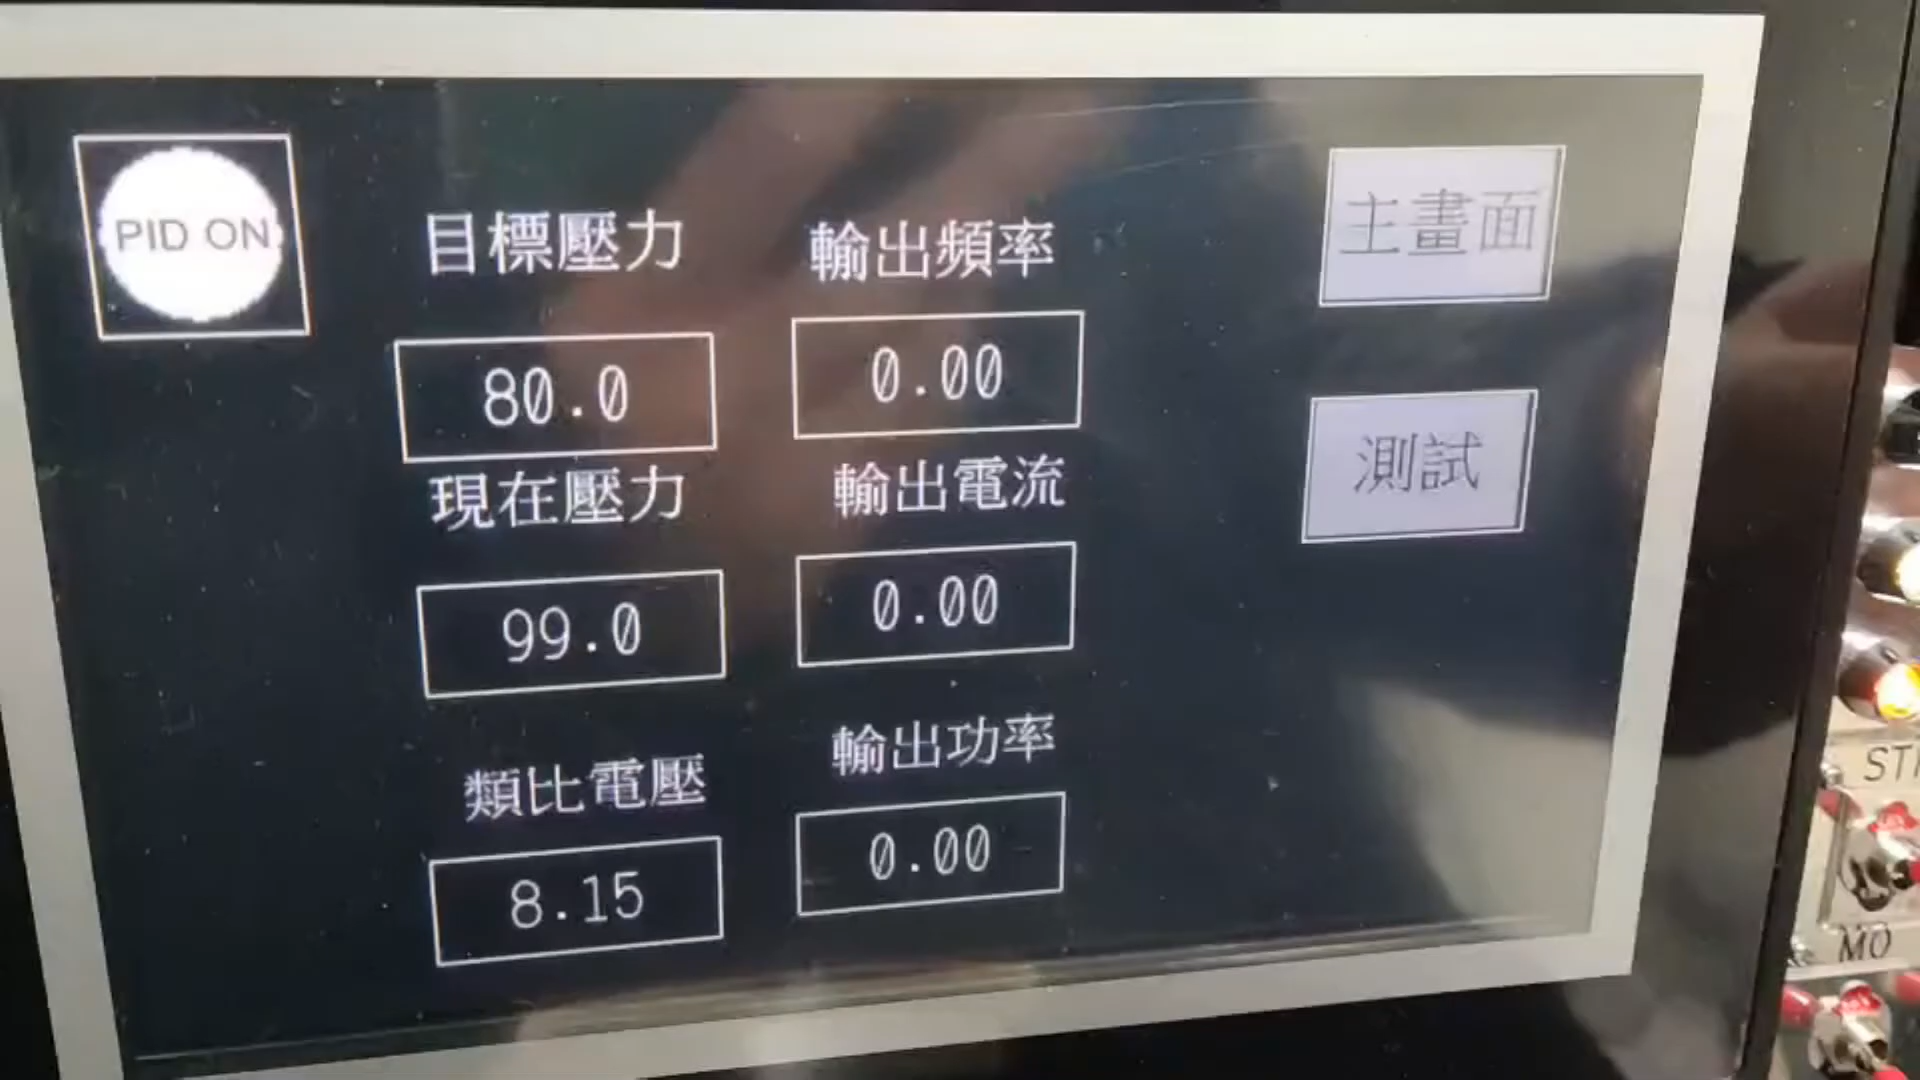 PID ON
目標壓力
輸出頻率
主畫面
80.0
0.00
現在壓力
輸出電流
測試
99.0
0.00
類比電壓
輸出功率
8.15
0.00
MO